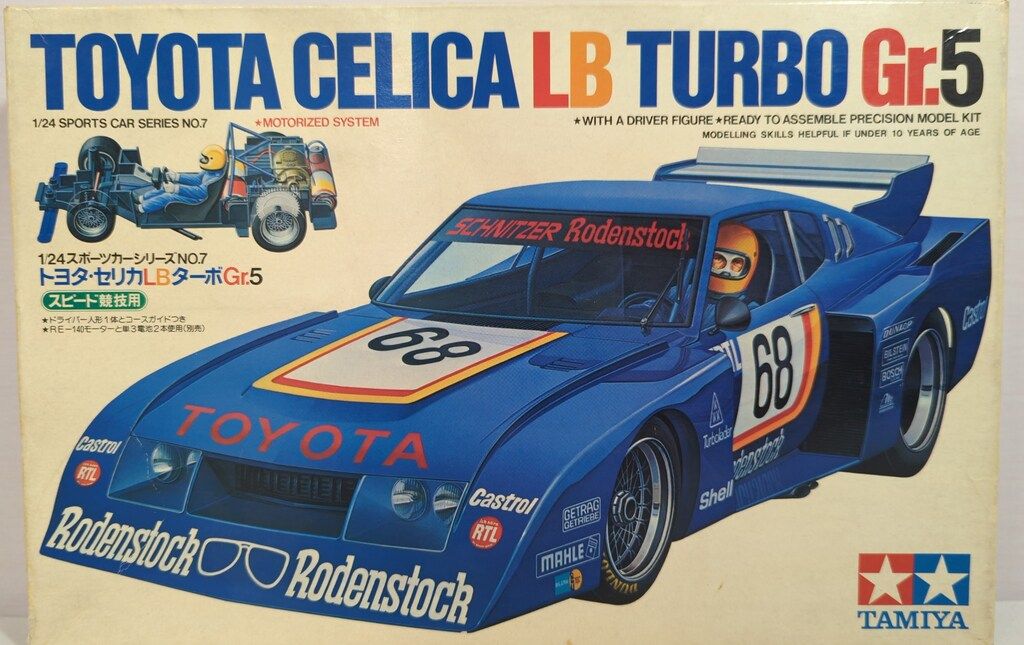 TOYOTA CELICA LB TURBO Gr.5
1/24 SPORTS CAR SERIES NO.7
★MOTORIZED SYSTEM
★WITH A DRIVER FIGURE ★READY TO ASSEMBLE PRECISION MODEL KIT
MODELLING SKILLS HELPFUL IF UNDER 10 YEARS OF AGE
1/24スポーツカーシリーズNO.7
トヨタ・セリカLBターボGr.5
スピード競技用
★ドライバー人形1体とコースガイドつき
★RE-140モーターと単3電池2本使用(別売)
SCHNITZER Rodenstock
68
68
TOYOTA
Castrol
RTL
Castrol
RTL
Rodenstock
Rodenstock
GETRAG
GETRIEBE
MAHLE
Turbolader
Rodenstock
Shell
DUNLOP
BILSTEIN
BOSCH
Castrol
TAMIYA